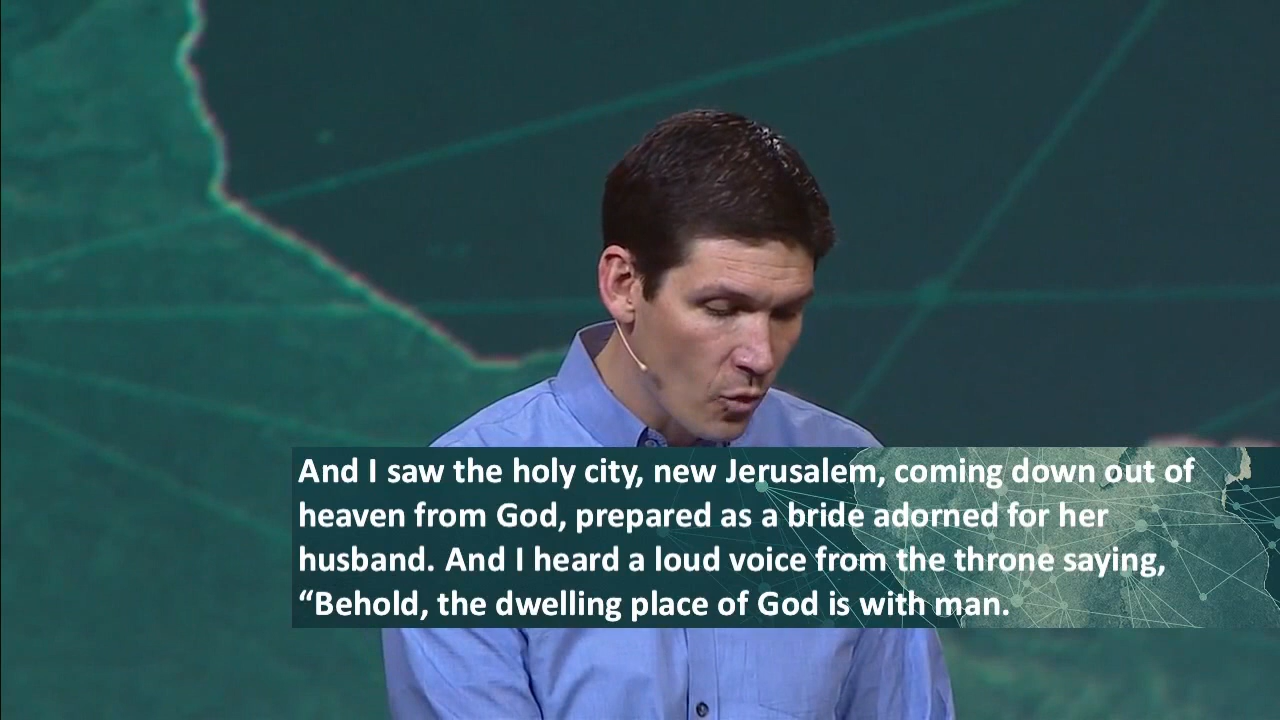 And I saw the holy city, new Jerusalem, coming down out of
heaven from God, prepared as a bride adorned for her
husband. And I heard a loud voice from the throne saying,
“Behold, the dwelling place of God is with man.